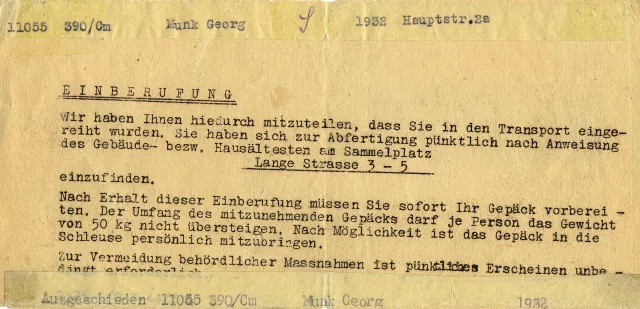 11055 390/Cm Munk Georg 1932 Hauptstr.2a
EINBERUFUNG
Wir haben Ihnen hiedurch mitzuteilen, dass Sie in den Transport einge-
reiht wurden. Sie haben sich zur Abfertigung pünktlich nach Anweisung
des Gebäude- bezw. Hausältesten am Sammelplatz
Lange Strasse 3 - 5
einzufinden.
Nach Erhalt dieser Einberufung müssen Sie sofort Ihr Gepäck vorberei -
ten. Der Umfang des mitzunehmenden Gepäcks darf je Person das Gewicht
von 50 kg nicht übersteigen. Nach Möglichkeit ist das Gepäck in die
Schleuse persönlich mitzubringen.
Zur Vermeidung behördlicher Massnahmen ist pünktliches Erscheinen unbe -
dingt erforderlich
Ausgeschieden 11055 390/Cm Munk Georg 1932